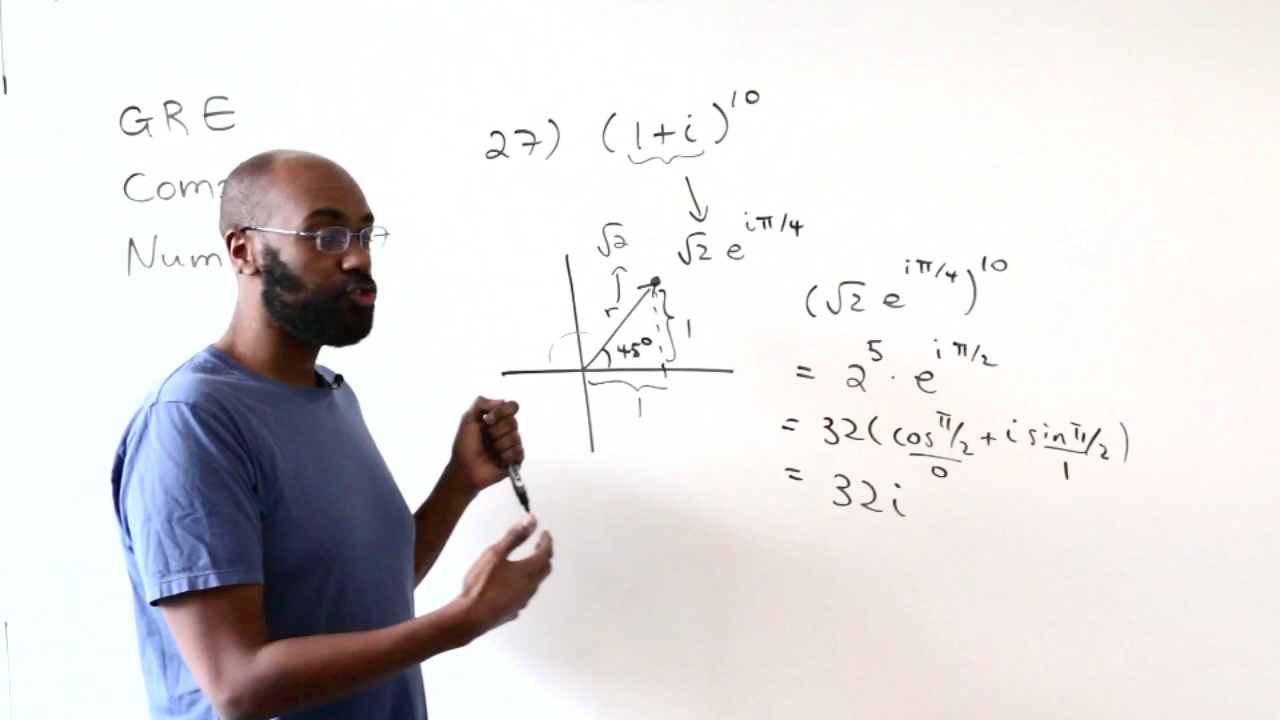 GRE
Com
Num
27) (1+i)^10
√2 e^{iπ/4}
√2
r
45°
1
1
(√2 e^{iπ/4})^10
= 2^5 · e^{iπ/2}
= 32(cos π/2 + i sin π/2)
0 1
= 32i